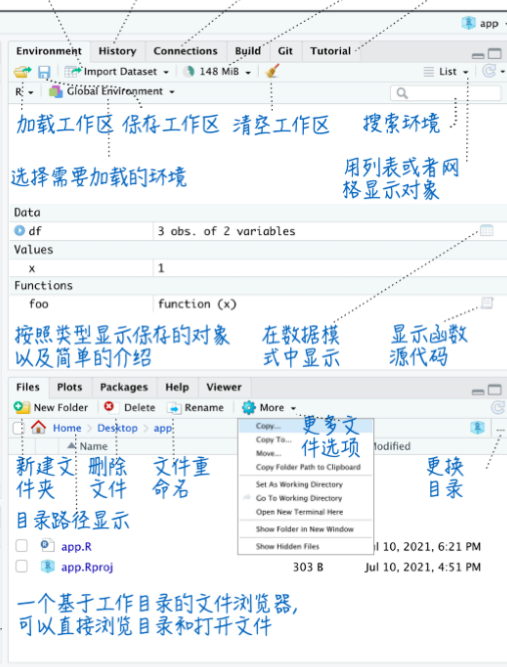 app
Environment History Connections Build Git Tutorial
Import Dataset 148 MiB List
R Global Environment
加载工作区 保存工作区 清空工作区 搜索环境
选择需要加载的环境
用列表或者网
格显示对象
Data
df 3 obs. of 2 variables
Values
x 1
Functions
foo function (x)
按照类型显示保存的对象
以及简单的介绍
在数据模
式中显示
显示函数
源代码
Files Plots Packages Help Viewer
New Folder Delete Rename More
Home Desktop app
Name
Modified
Copy...
Copy To...
Move...
Copy Folder Path to Clipboard
Set As Working Directory
Go To Working Directory
Open New Terminal Here
Show Folder in New Window
Show Hidden Files
更多文
件选项
新建文
件夹
删除
文件
文件重
命名
更换
目录
目录路径显示
app.R 10, 2021, 6:21 PM
app.Rproj 303 B Jul 10, 2021, 4:51 PM
一个基于工作目录的文件浏览器,
可以直接浏览目录和打开文件